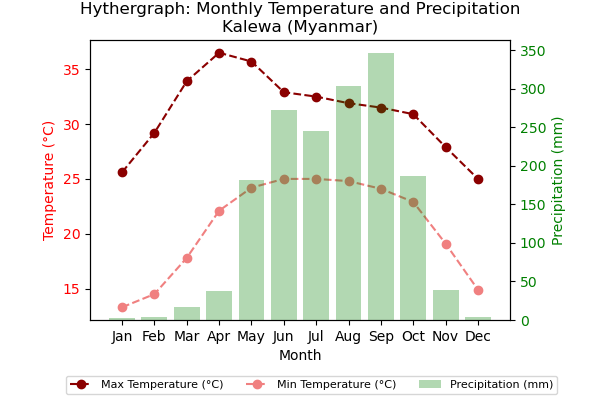 Hythergraph: Monthly Temperature and Precipitation
Kalewa (Myanmar)
Temperature (°C)
35
30
25
20
15
350
300
250
200
150
100
50
0
Precipitation (mm)
Jan Feb Mar Apr May Jun Jul Aug Sep Oct Nov Dec
Month
Max Temperature (°C) Min Temperature (°C) Precipitation (mm)